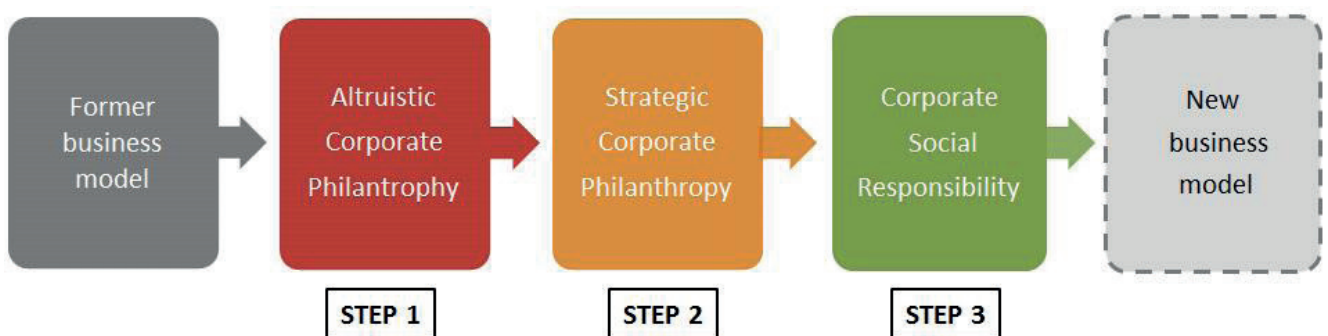 Former
business
model
Altruistic
Corporate
Philantrophy
Strategic
Corporate
Philanthropy
Corporate
Social
Responsibility
New
business
model
STEP 1
STEP 2
STEP 3